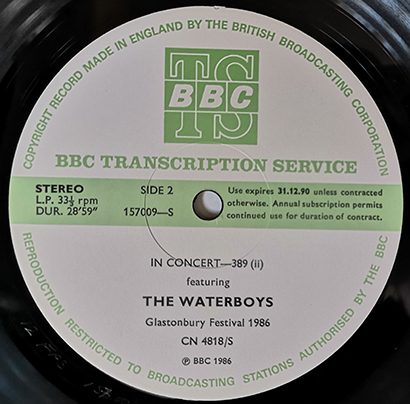 COPYRIGHT RECORD MADE IN ENGLAND BY THE BRITISH BROADCASTING CORPORATION
TS
BBC
BBC TRANSCRIPTION SERVICE
STEREO
L.P. 33⅓ rpm
DUR. 28'59"
SIDE 2
157009—S
Use expires 31.12.90 unless contracted
otherwise. Annual subscription permits
continued use for duration of contract.
IN CONCERT—389 (ii)
featuring
THE WATERBOYS
Glastonbury Festival 1986
CN 4818/S
℗ BBC 1986
REPRODUCTION RESTRICTED TO BROADCASTING STATIONS AUTHORISED BY THE BBC